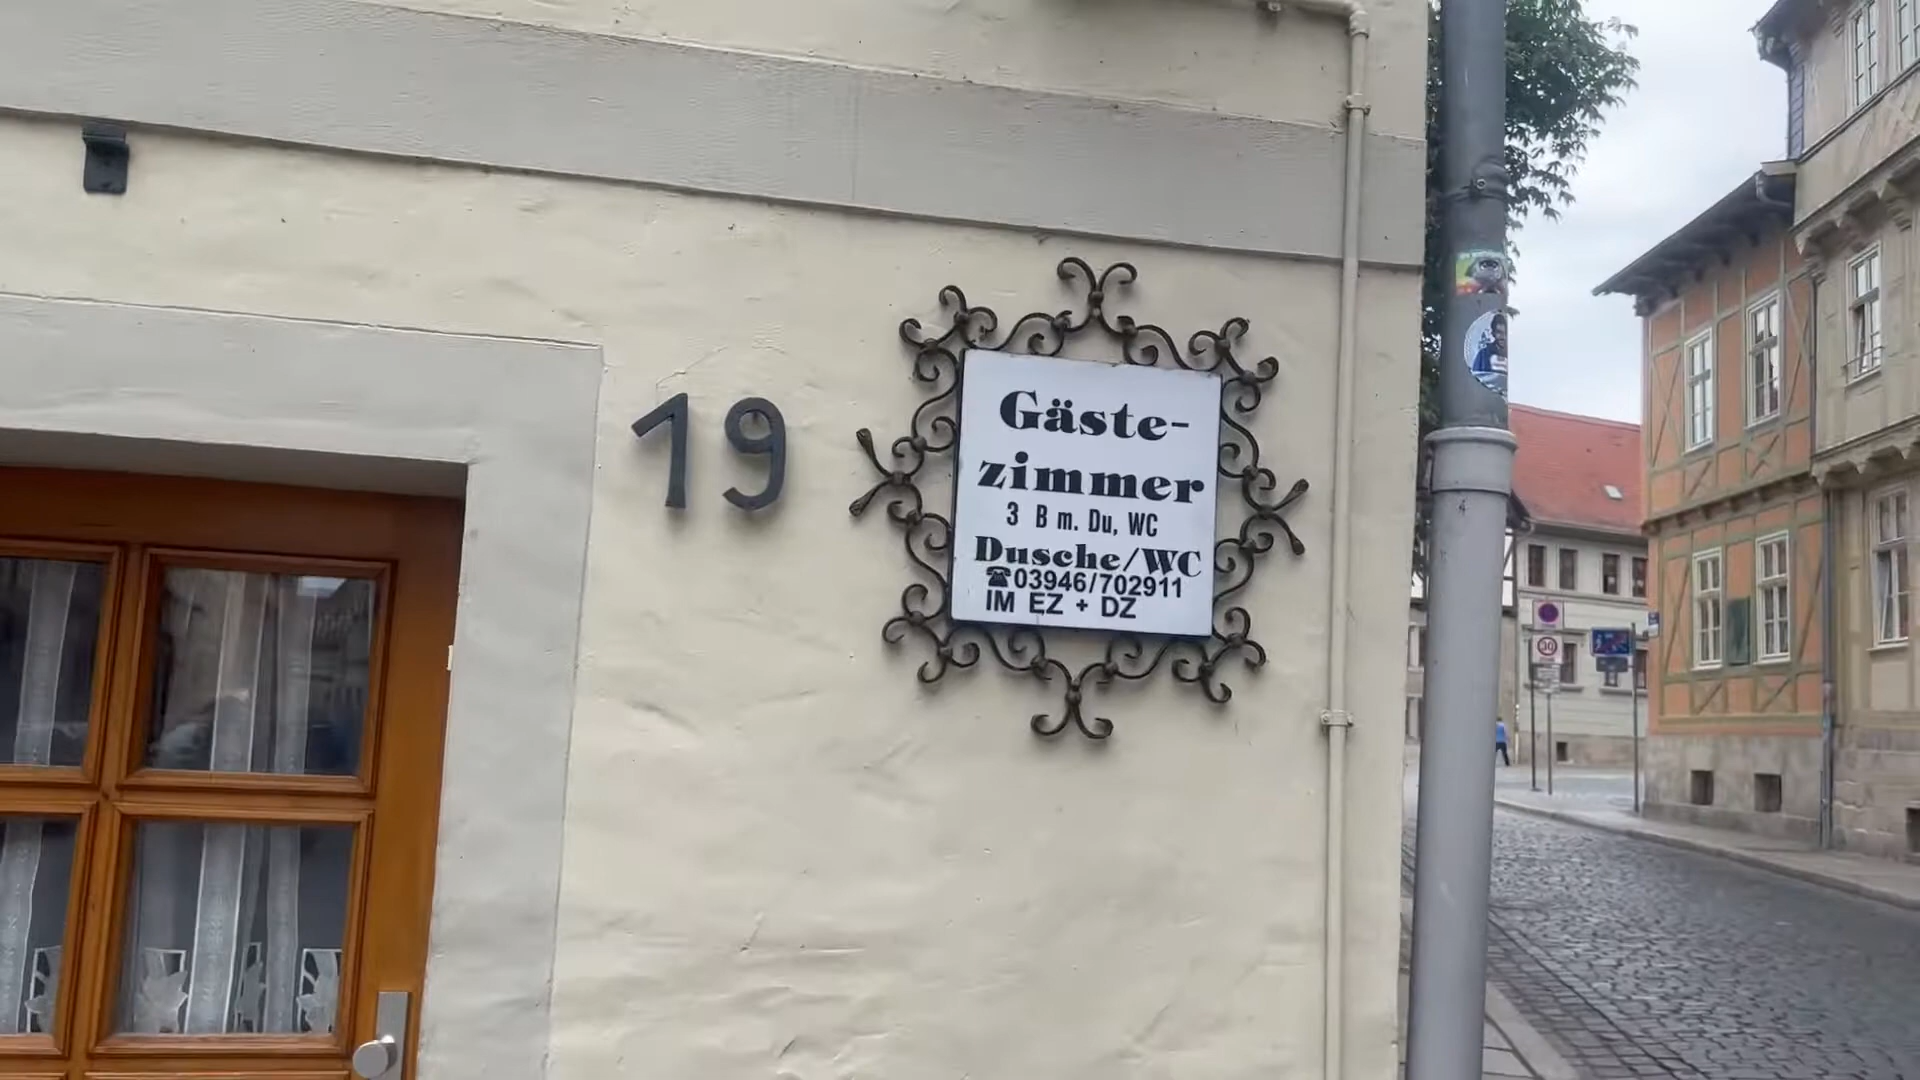 19
Gäste-
zimmer
3 B m. Du, WC
Dusche/WC
☎03946/702911
IM EZ + DZ
30